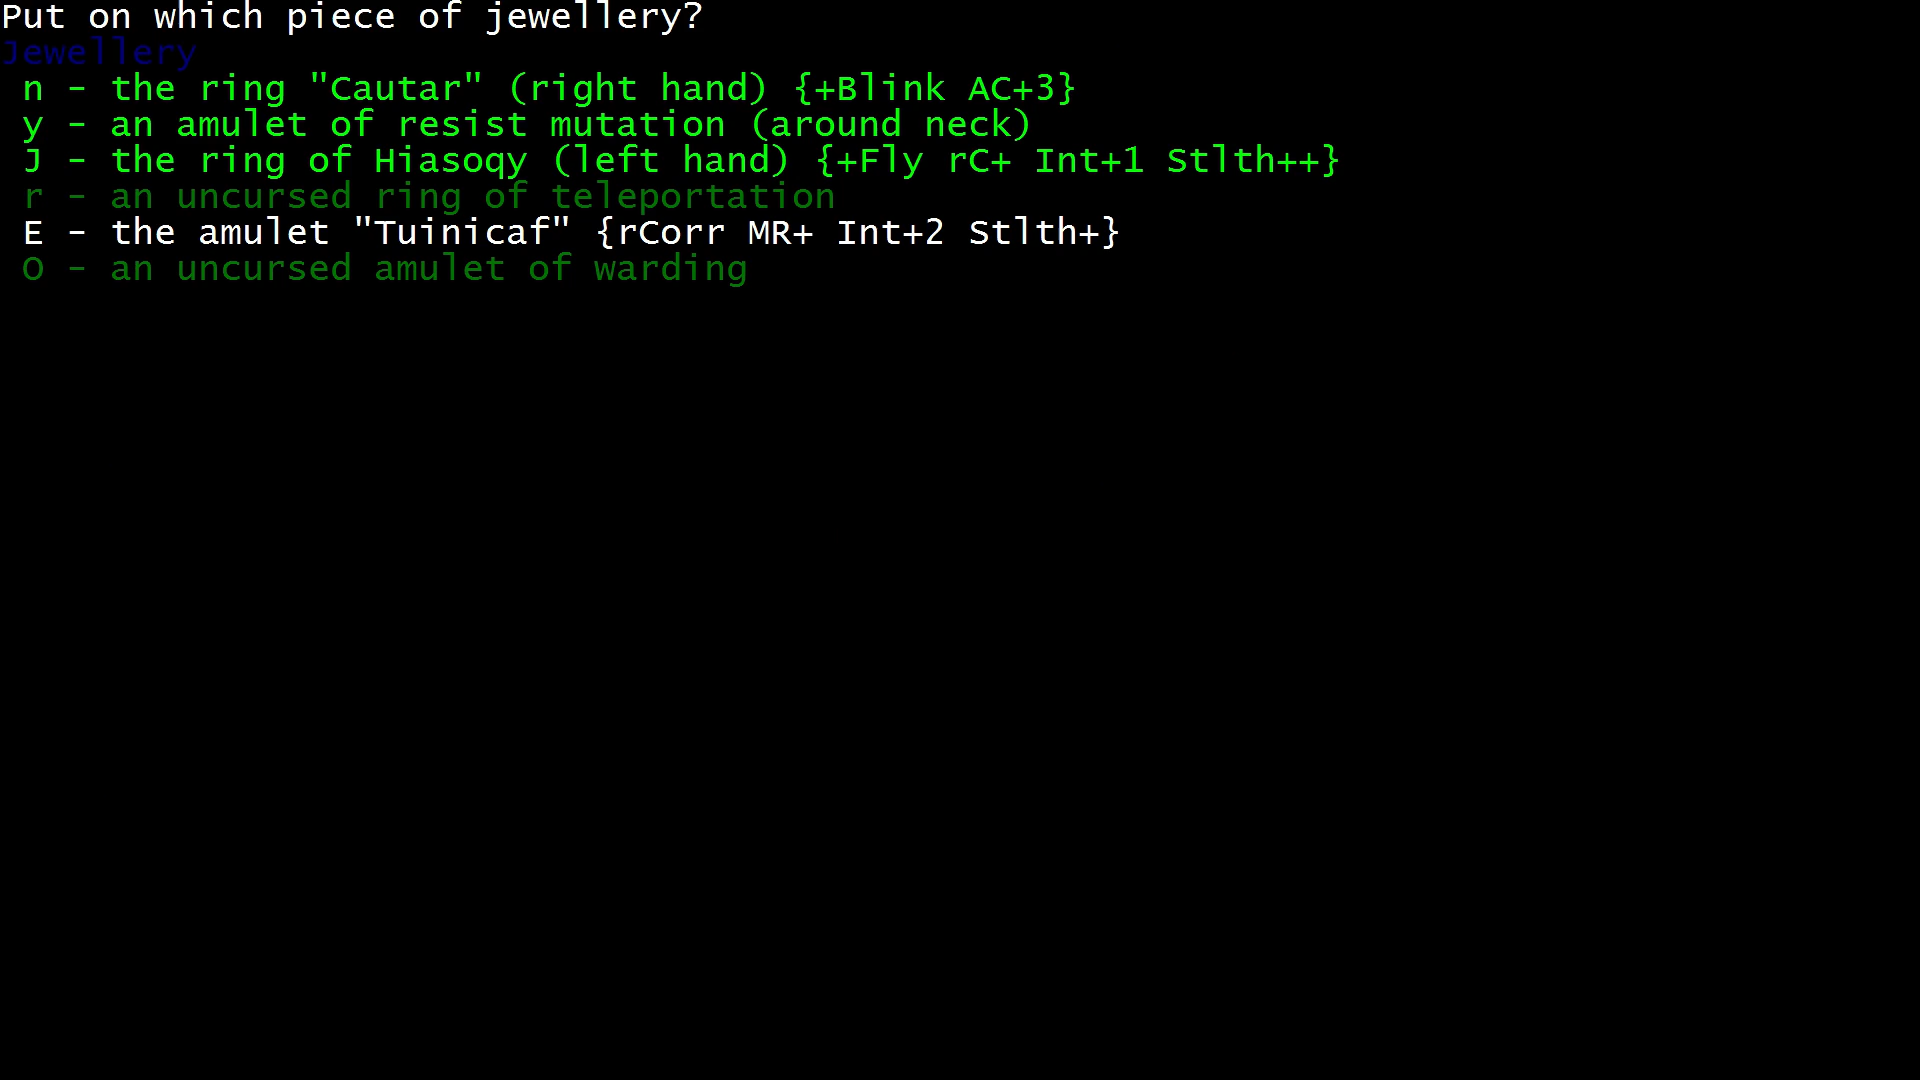 Put on which piece of jewellery?
Jewellery
n - the ring "Cautar" (right hand) {+Blink AC+3}
y - an amulet of resist mutation (around neck)
J - the ring of Hiasoqy (left hand) {+Fly rC+ Int+1 Stlth++}
r - an uncursed ring of teleportation
E - the amulet "Tuinicaf" {rCorr MR+ Int+2 Stlth+}
O - an uncursed amulet of warding